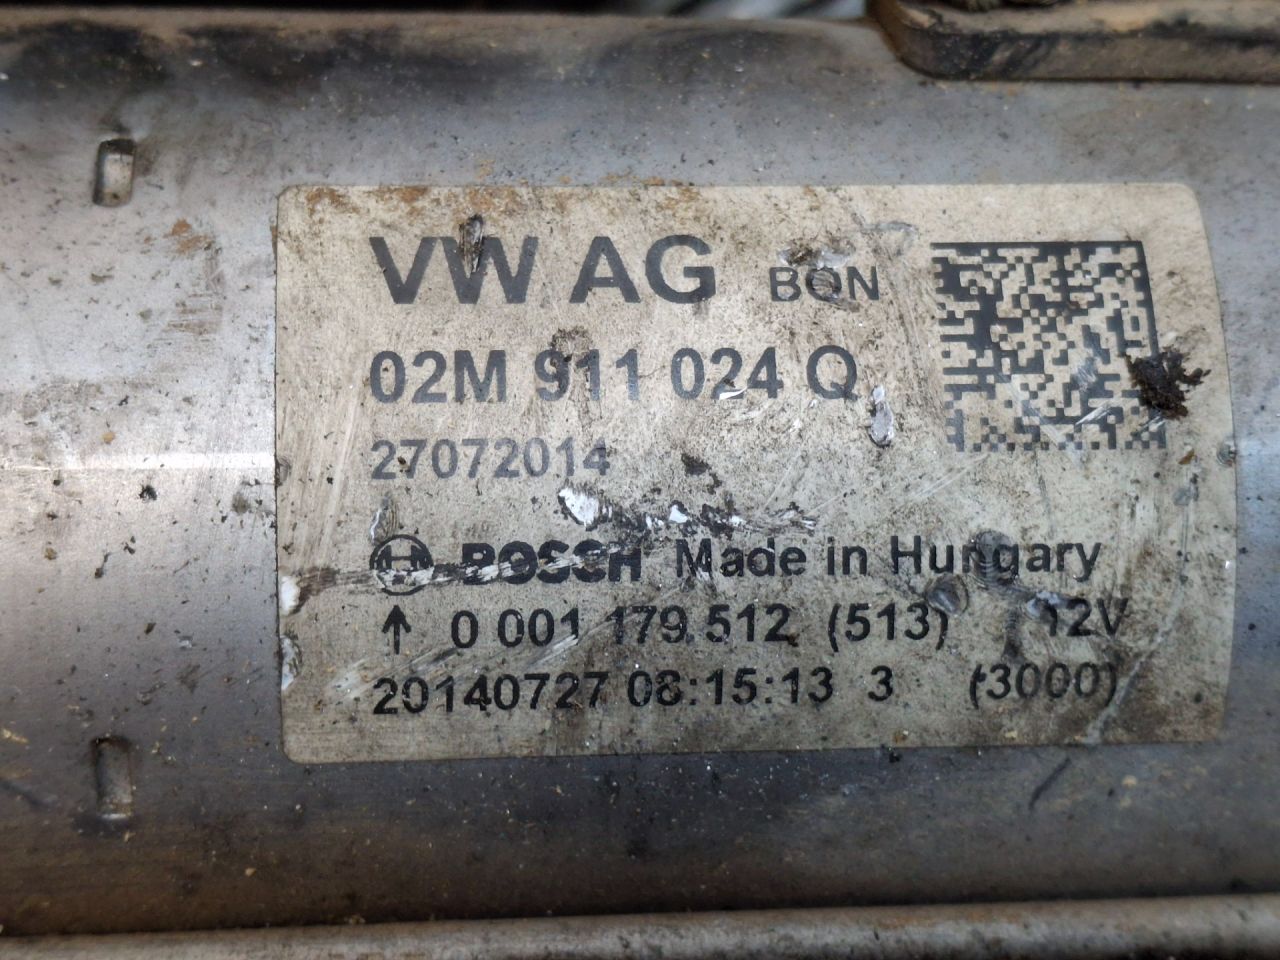 VW AG BQN
02M 911 024 Q
27072014
BOSCH Made in Hungary
↑ 0 001 179 512 (513) 12V
20140727 08:15:13 3 (3000)